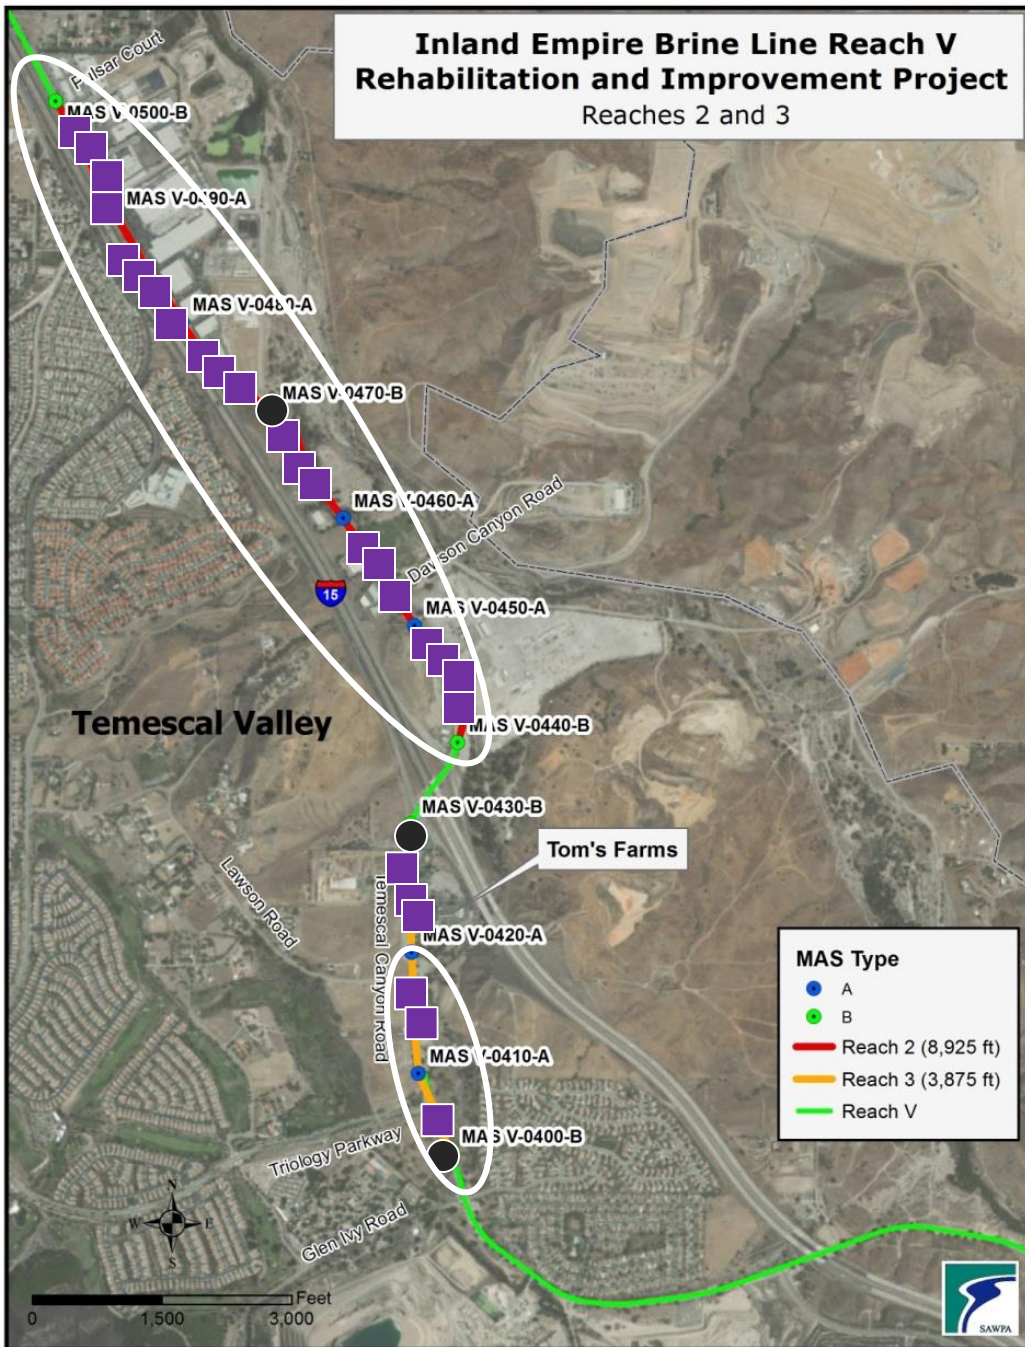 Inland Empire Brine Line Reach V
Rehabilitation and Improvement Project
Reaches 2 and 3
Pulsar Court
MAS V-0500-B
MAS V-0490-A
MAS V-0480-A
MAS V-0470-B
MAS V-0460-A
Dawson Canyon Road
15
MAS V-0450-A
Temescal Valley
MAS V-0440-B
MAS V-0430-B
Tom's Farms
Lawson Road
Temescal Canyon Road
MAS V-0420-A
MAS V-0410-A
MAS V-0400-B
Triology Parkway
Glen Ivy Road
MAS Type
A
B
Reach 2 (8,925 ft)
Reach 3 (3,875 ft)
Reach V
N
W E
S
Feet
0 1,500 3,000
SAWPA